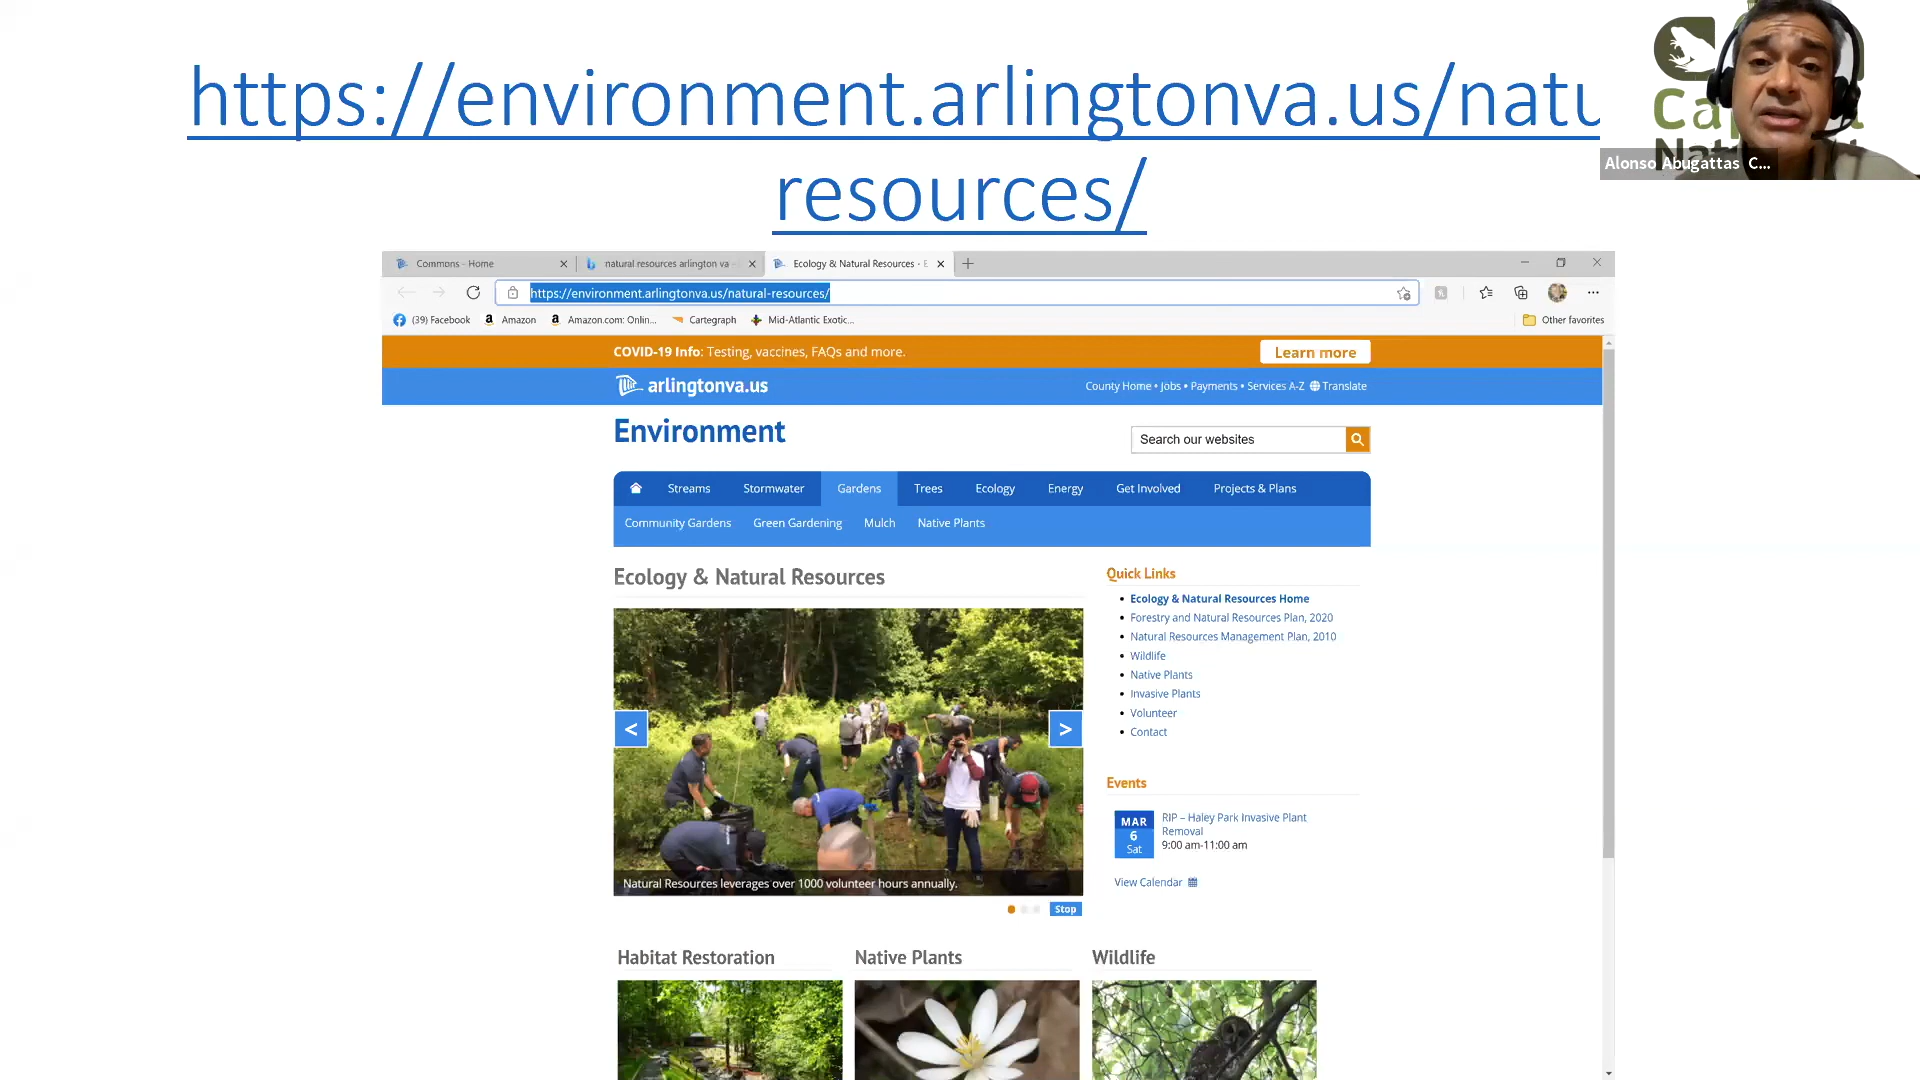 https://environment.arlingtonva.us/natu
resources/
Ca
Nat
Alonso Abugattas C...
Commons - Home
natural resources arlington va -
Ecology & Natural Resources - E
https://environment.arlingtonva.us/natural-resources/
(39) Facebook
Amazon
Amazon.com: Onlin...
Cartegraph
Mid-Atlantic Exotic...
Other favorites
COVID-19 Info: Testing, vaccines, FAQs and more.
Learn more
arlingtonva.us
County Home • Jobs • Payments • Services A-Z Translate
Environment
Search our websites
Streams Stormwater Gardens Trees Ecology Energy Get Involved Projects & Plans
Community Gardens Green Gardening Mulch Native Plants
Ecology & Natural Resources
< >
Natural Resources leverages over 1000 volunteer hours annually.
Stop
Quick Links
Ecology & Natural Resources Home
Forestry and Natural Resources Plan, 2020
Natural Resources Management Plan, 2010
Wildlife
Native Plants
Invasive Plants
Volunteer
Contact
Events
MAR
6
Sat
RIP – Haley Park Invasive Plant
Removal
9:00 am-11:00 am
View Calendar
Habitat Restoration
Native Plants
Wildlife